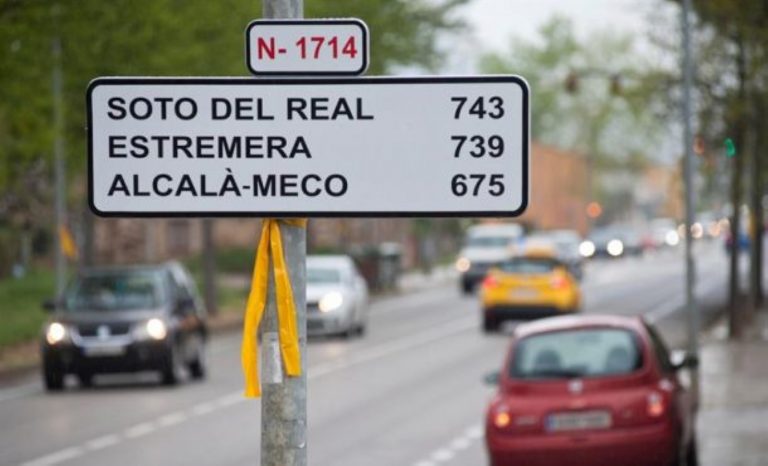 N- 1714
SOTO DEL REAL 743
ESTREMERA 739
ALCALÀ-MECO 675